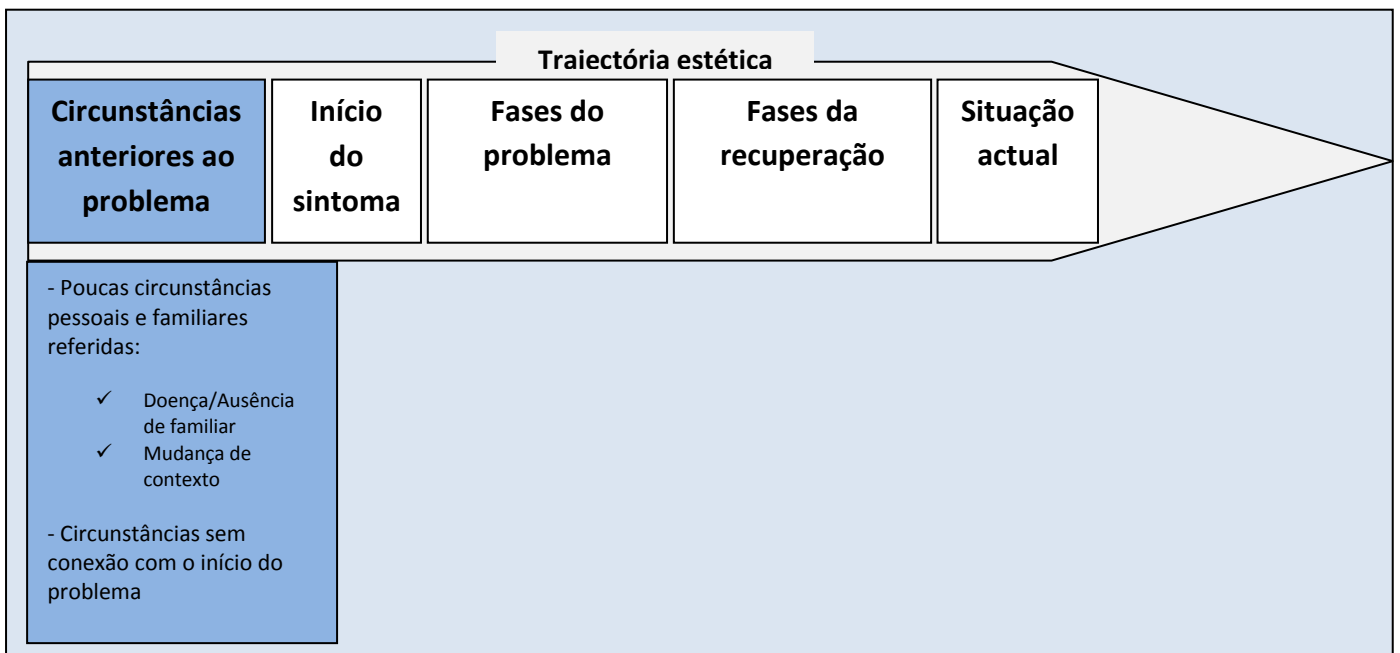 Trajectória estética
Circunstâncias
anteriores ao
problema
Início
do
sintoma
Fases do
problema
Fases da
recuperação
Situação
actual
- Poucas circunstâncias
pessoais e familiares
referidas:
✓ Doença/Ausência
de familiar
✓ Mudança de
contexto
- Circunstâncias sem
conexão com o início do
problema